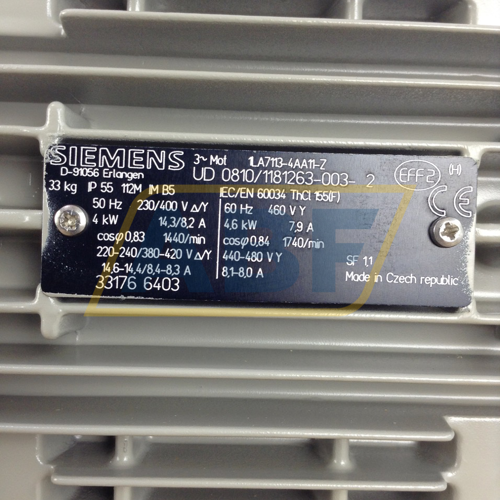 SIEMENS
3~ Mot 1LA7113-4AA11-Z
D-91056 Erlangen
UD 0810/1181263-003- 2
EFF2
33 kg IP 55 112M IM B5
IEC/EN 60034 ThCl 155(F)
50 Hz 230/400 V Δ/Y
60 Hz 460 V Y
4 kW 14,3/8,2 A
4,6 kW 7,9 A
cosφ 0,83 1440/min
cosφ 0,84 1740/min
220-240/380-420 V Δ/Y
440-480 V Y
SF 1,1
14,6-14,4/8,4-8,3 A
8,1-8,0 A
Made in Czech republic
33176 6403